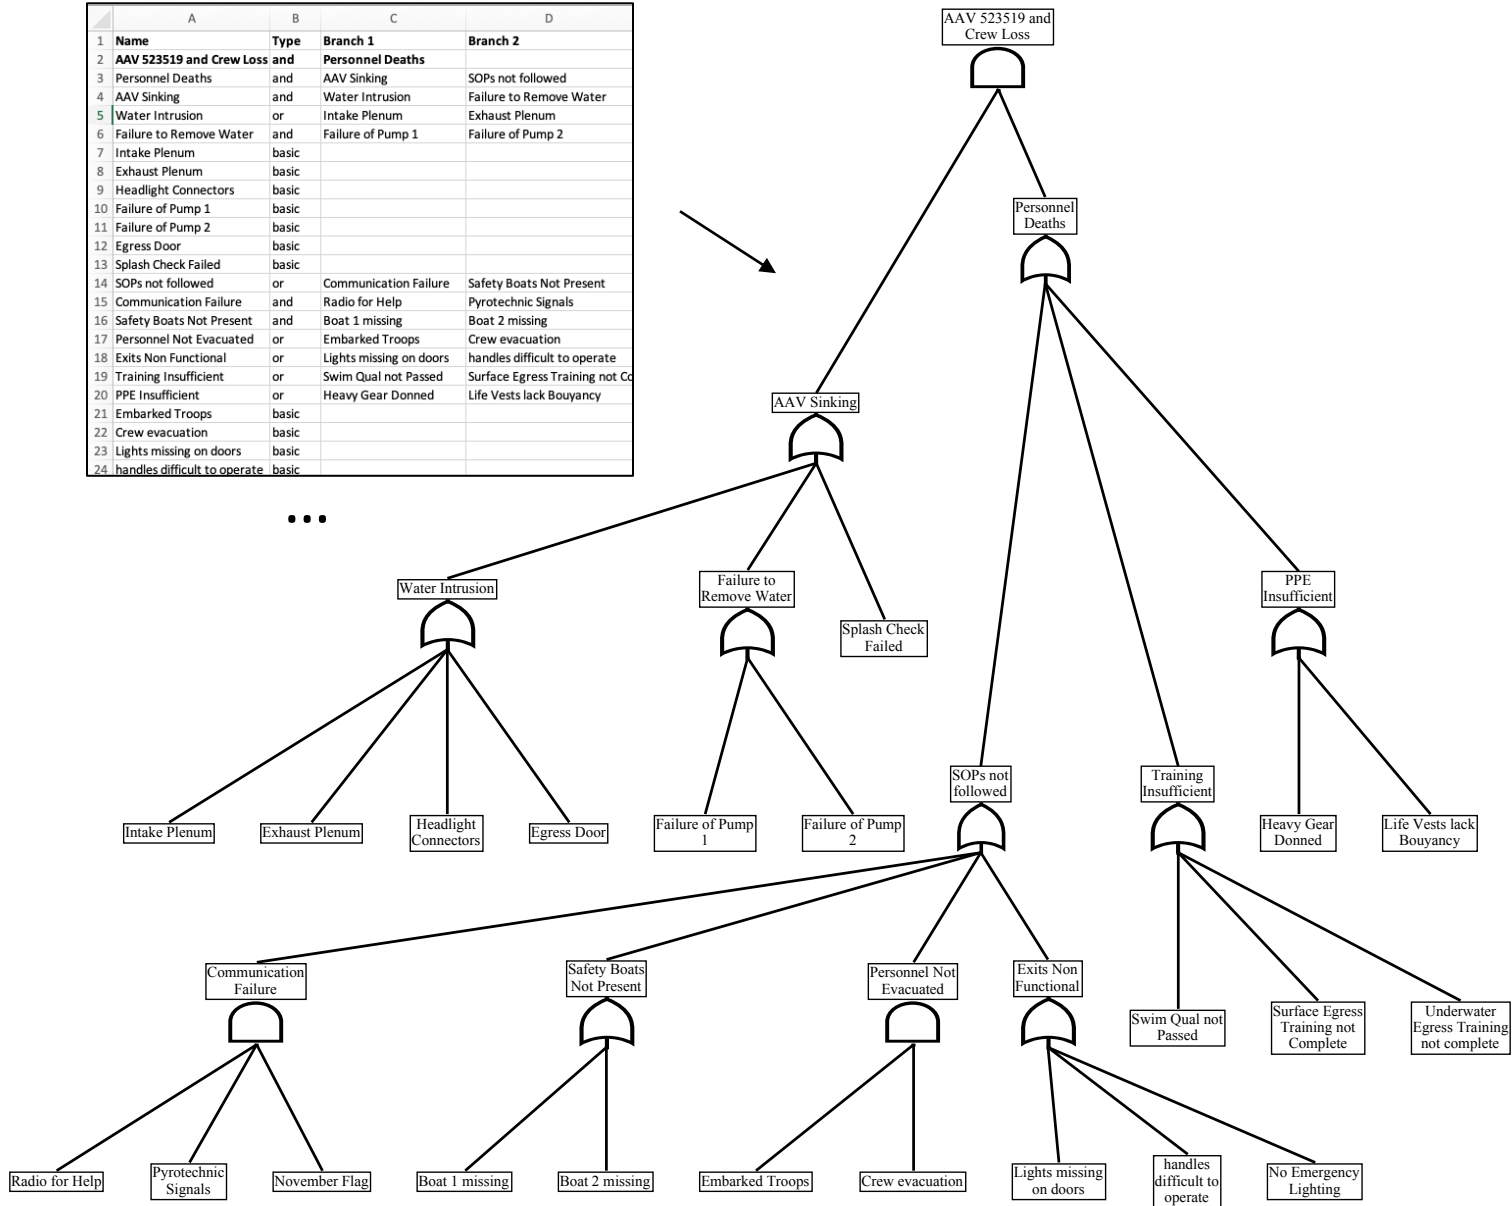 A B C D
1 Name Type Branch 1 Branch 2
2 AAV 523519 and Crew Loss and Personnel Deaths
3 Personnel Deaths and AAV Sinking SOPs not followed
4 AAV Sinking and Water Intrusion Failure to Remove Water
5 Water Intrusion or Intake Plenum Exhaust Plenum
6 Failure to Remove Water and Failure of Pump 1 Failure of Pump 2
7 Intake Plenum basic
8 Exhaust Plenum basic
9 Headlight Connectors basic
10 Failure of Pump 1 basic
11 Failure of Pump 2 basic
12 Egress Door basic
13 Splash Check Failed basic
14 SOPs not followed or Communication Failure Safety Boats Not Present
15 Communication Failure and Radio for Help Pyrotechnic Signals
16 Safety Boats Not Present and Boat 1 missing Boat 2 missing
17 Personnel Not Evacuated or Embarked Troops Crew evacuation
18 Exits Non Functional or Lights missing on doors handles difficult to operate
19 Training Insufficient or Swim Qual not Passed Surface Egress Training not Co
20 PPE Insufficient or Heavy Gear Donned Life Vests lack Bouyancy
21 Embarked Troops basic
22 Crew evacuation basic
23 Lights missing on doors basic
24 handles difficult to operate basic
...
AAV 523519 and
Crew Loss
Personnel
Deaths
AAV Sinking
Water Intrusion
Failure to
Remove Water
Splash Check
Failed
PPE
Insufficient
Intake Plenum
Exhaust Plenum
Headlight
Connectors
Egress Door
Failure of Pump
1
Failure of Pump
2
SOPs not
followed
Training
Insufficient
Heavy Gear
Donned
Life Vests lack
Bouyancy
Communication
Failure
Safety Boats
Not Present
Personnel Not
Evacuated
Exits Non
Functional
Swim Qual not
Passed
Surface Egress
Training not
Complete
Underwater
Egress Training
not complete
Radio for Help
Pyrotechnic
Signals
November Flag
Boat 1 missing
Boat 2 missing
Embarked Troops
Crew evacuation
Lights missing
on doors
handles
difficult to
operate
No Emergency
Lighting